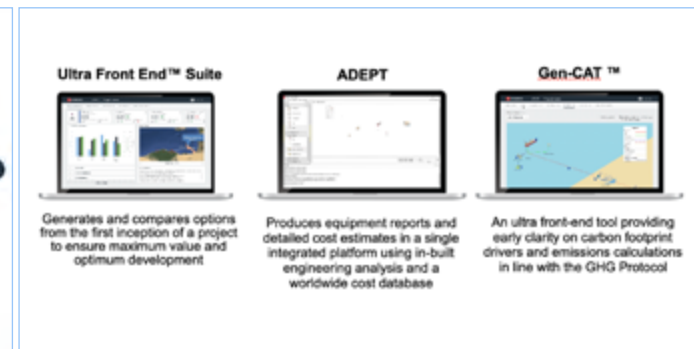 Ultra Front End™ Suite
Generates and compares options
from the first inception of a project
to ensure maximum value and
optimum development
ADEPT
Produces equipment reports and
detailed cost estimates in a single
integrated platform using in-built
engineering analysis and a
worldwide cost database
Gen-CAT ™
An ultra front-end tool providing
early clarity on carbon footprint
drivers and emissions calculations
in line with the GHG Protocol